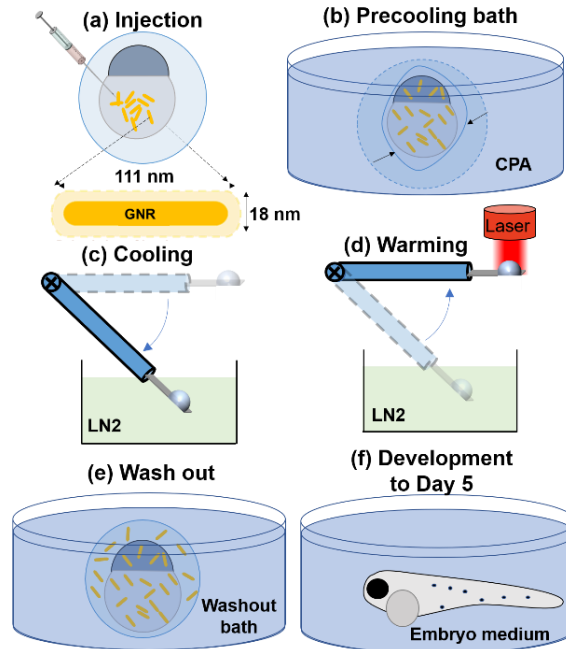 (a) Injection
111 nm
GNR
18 nm
(b) Precooling bath
CPA
(c) Cooling
LN2
(d) Warming
Laser
LN2
(e) Wash out
Washout
bath
(f) Development
to Day 5
Embryo medium